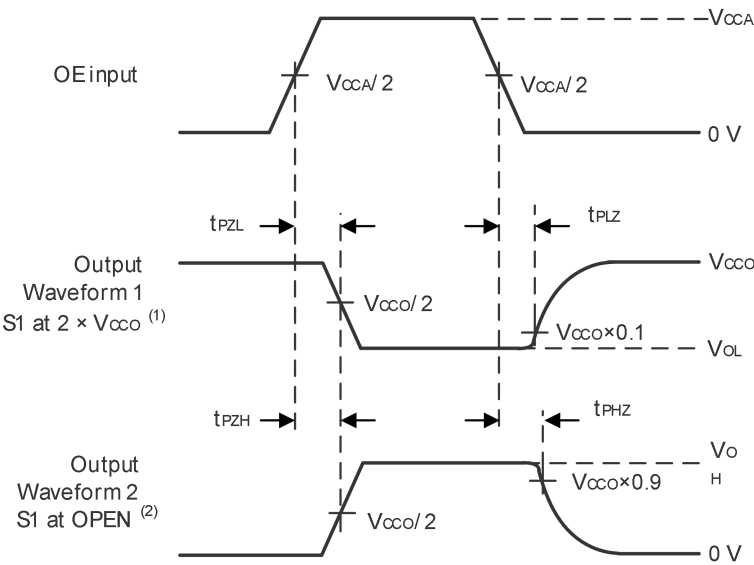 VCCA
OE input
VCCA/2
VCCA/2
0 V
tPZL
tPLZ
Output
Waveform 1
S1 at 2 × VCCO (1)
VCCO
VCCO/2
VCCO×0.1
VOL
tPZH
tPHZ
Output
Waveform 2
S1 at OPEN (2)
VO
H
VCCO×0.9
VCCO/2
0 V